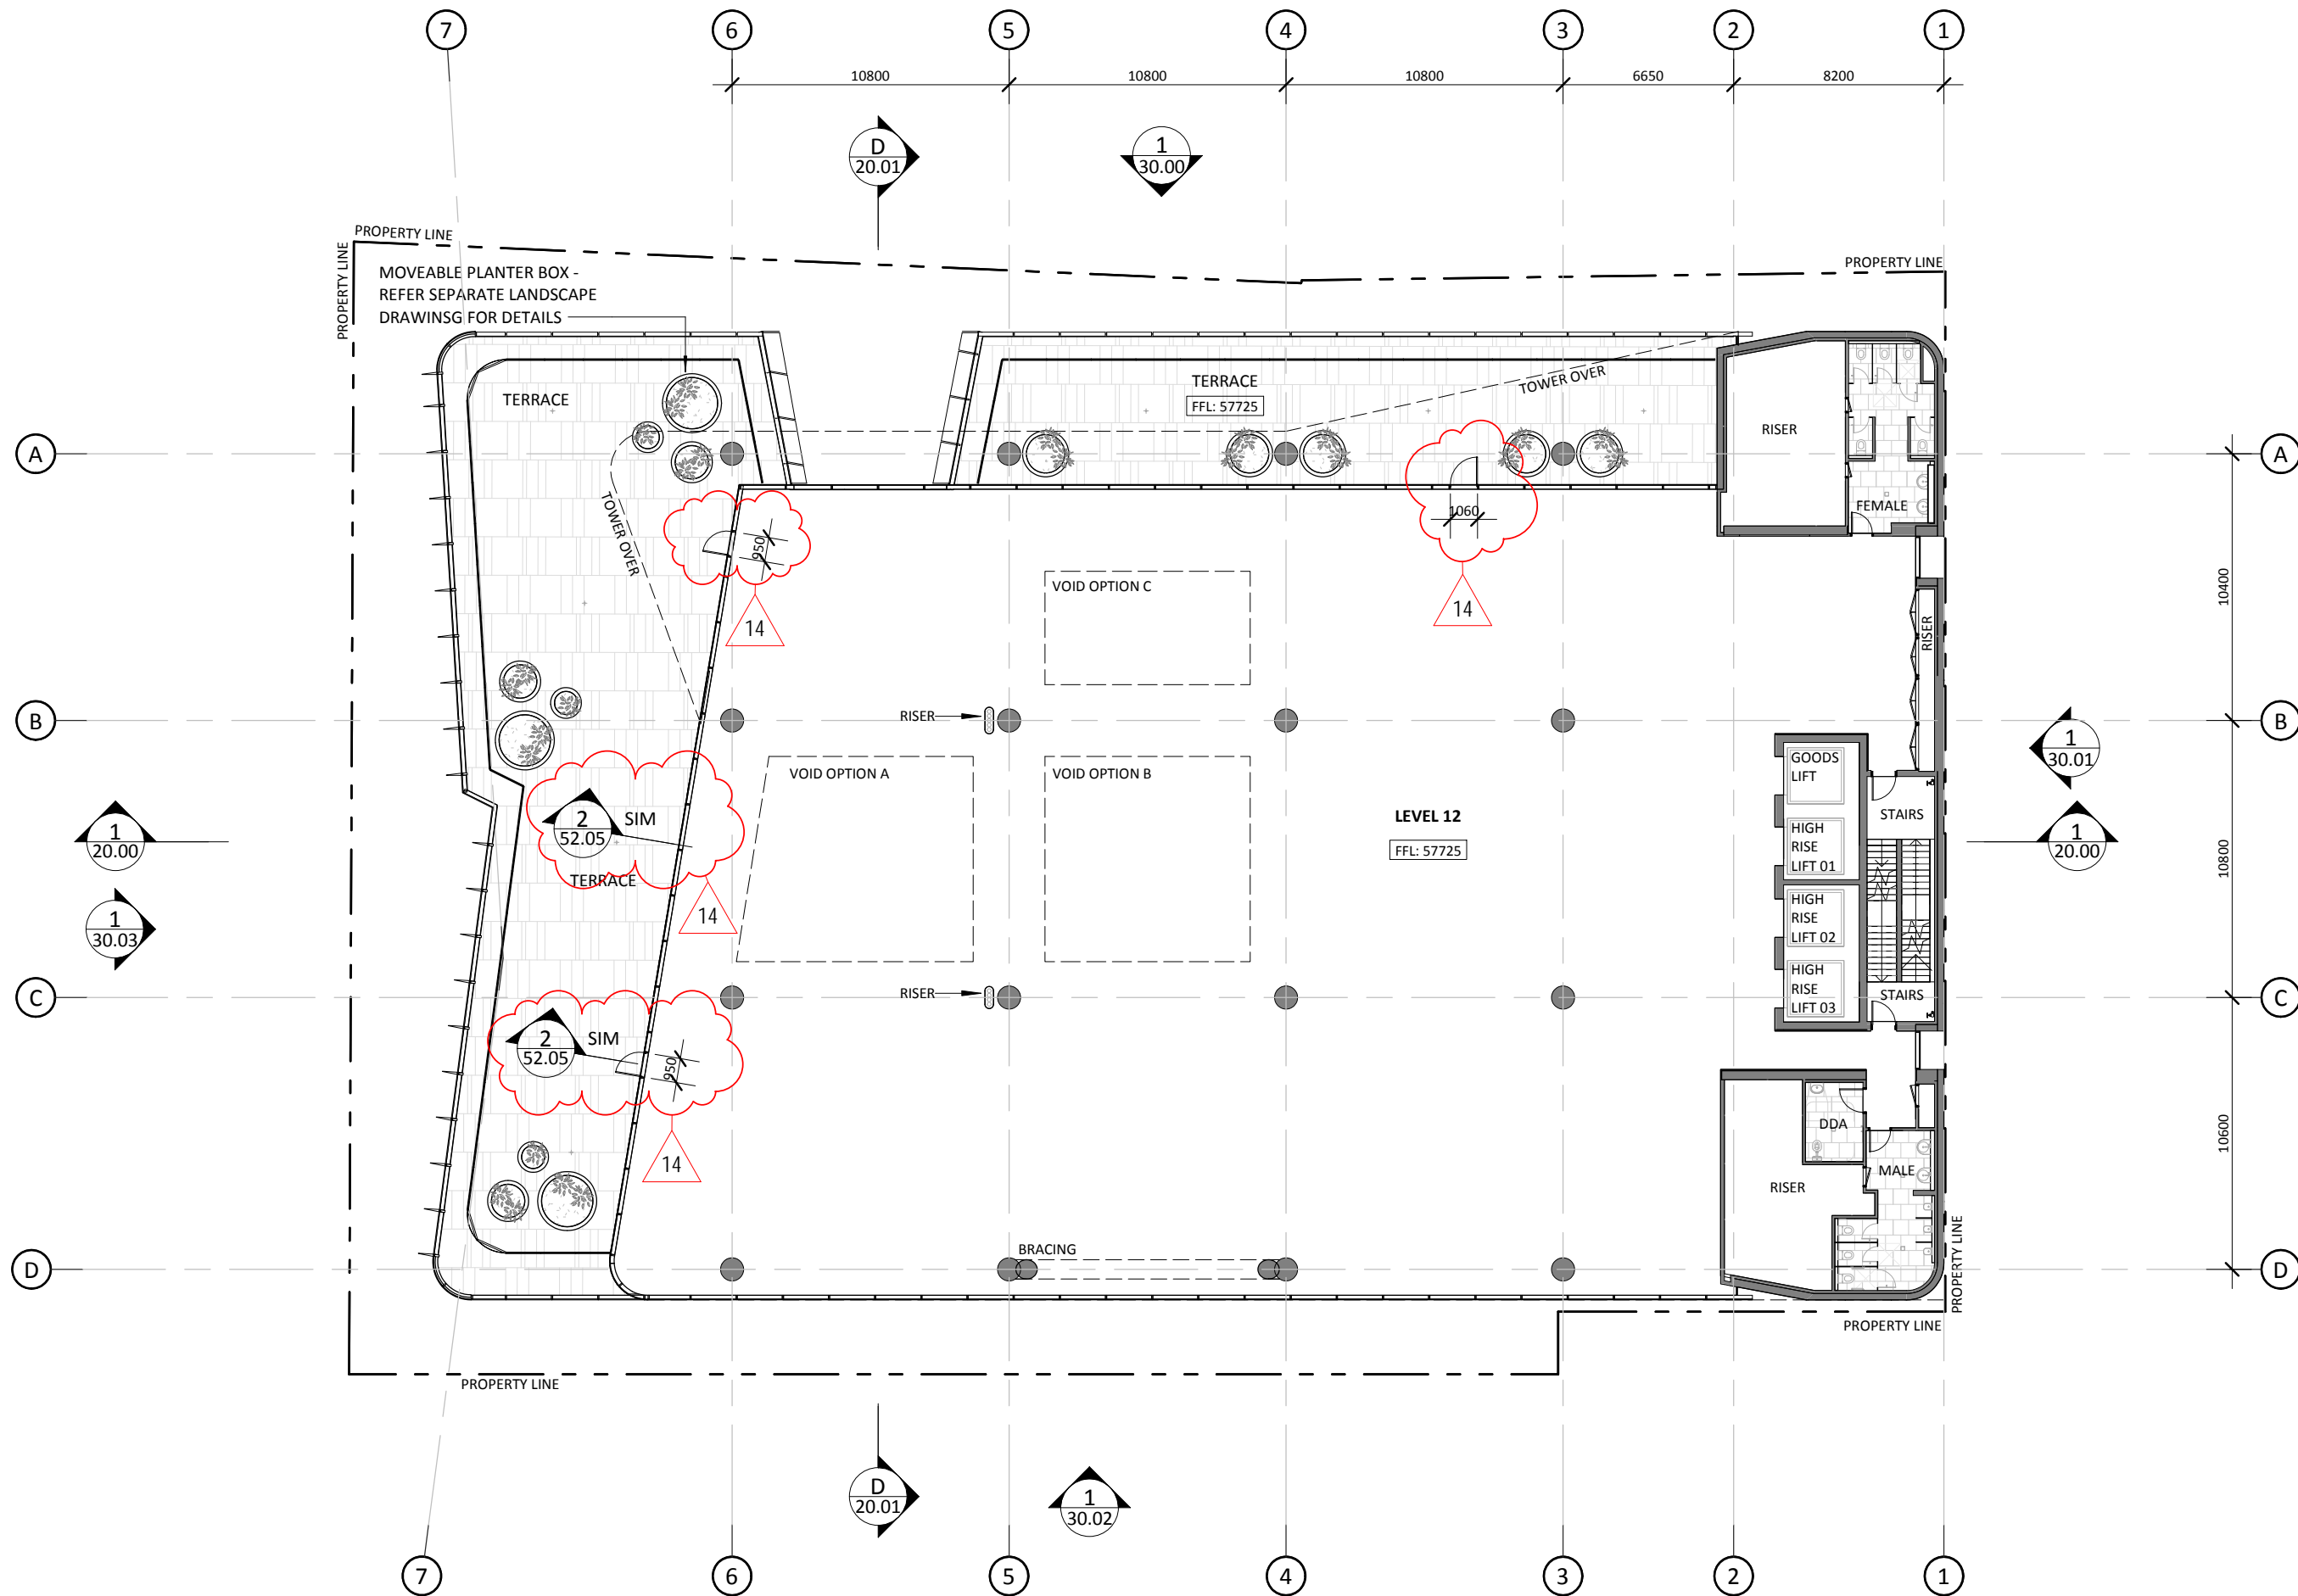 7
6
5
4
3
2
1
10800
10800
10800
6650
8200
D
20.01
1
30.00
PROPERTY LINE
PROPERTY LINE
PROPERTY LINE
MOVEABLE PLANTER BOX -
REFER SEPARATE LANDSCAPE
DRAWINSG FOR DETAILS
TERRACE
TERRACE
FFL: 57725
TOWER OVER
TOWER OVER
RISER
FEMALE
A
A
1060
950
14
14
VOID OPTION C
10400
RISER
B
B
RISER
VOID OPTION A
VOID OPTION B
GOODS
LIFT
1
30.01
2
52.05
SIM
LEVEL 12
FFL: 57725
STAIRS
HIGH
RISE
LIFT 01
1
20.00
1
20.00
10800
TERRACE
14
HIGH
RISE
LIFT 02
1
30.03
C
C
RISER
HIGH
RISE
LIFT 03
STAIRS
2
52.05
SIM
950
14
DDA
MALE
RISER
10600
D
D
BRACING
PROPERTY LINE
PROPERTY LINE
PROPERTY LINE
D
20.01
1
30.02
7
6
5
4
3
2
1